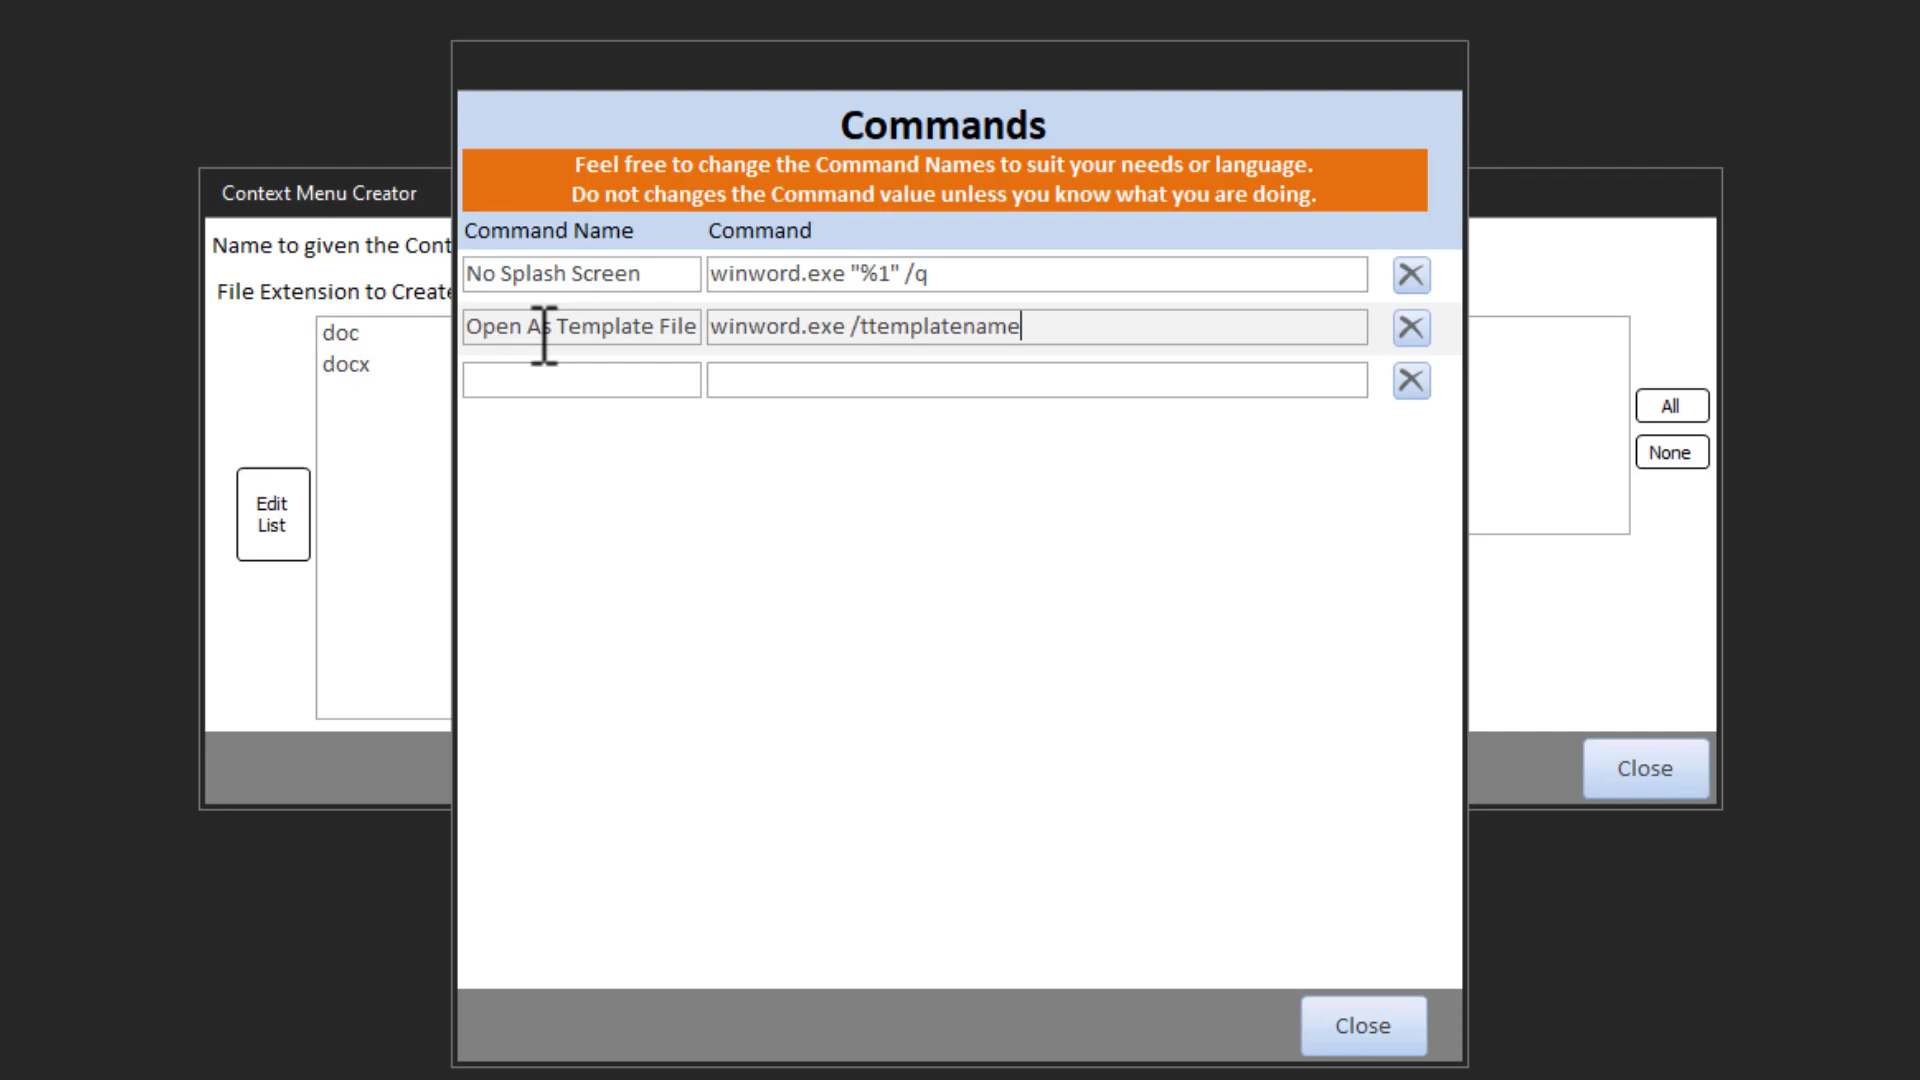 Commands
Feel free to change the Command Names to suit your needs or language.
Do not changes the Command value unless you know what you are doing.
Command Name Command
No Splash Screen winword.exe "%1" /q
Open As Template File winword.exe /ttemplatename
Close
Context Menu Creator
Name to given the Cont
File Extension to Create
doc
docx
Edit
List
All
None
Close